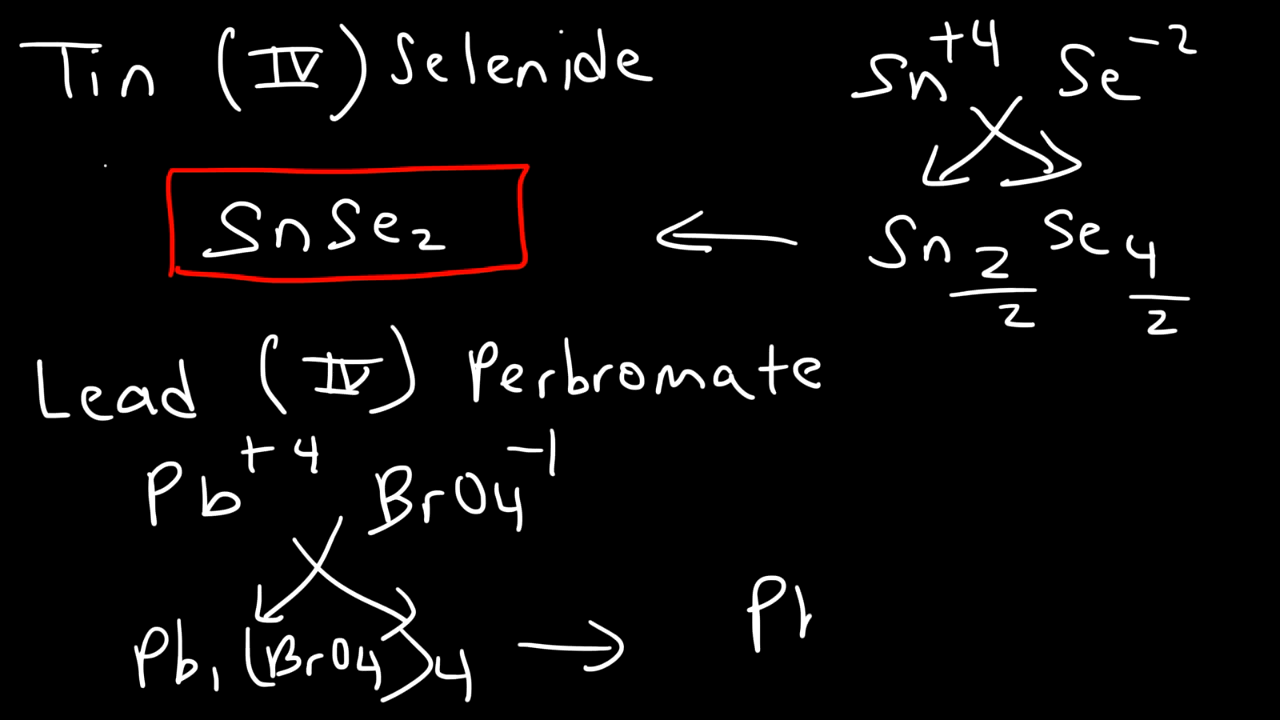 Tin (IV) Selenide
Sn⁺⁴ Se⁻²
SnSe₂ ← Sn₂/2 Se₄/2
Lead (IV) Perbromate
Pb⁺⁴ BrO₄⁻¹
Pb₁(BrO₄)₄ → P